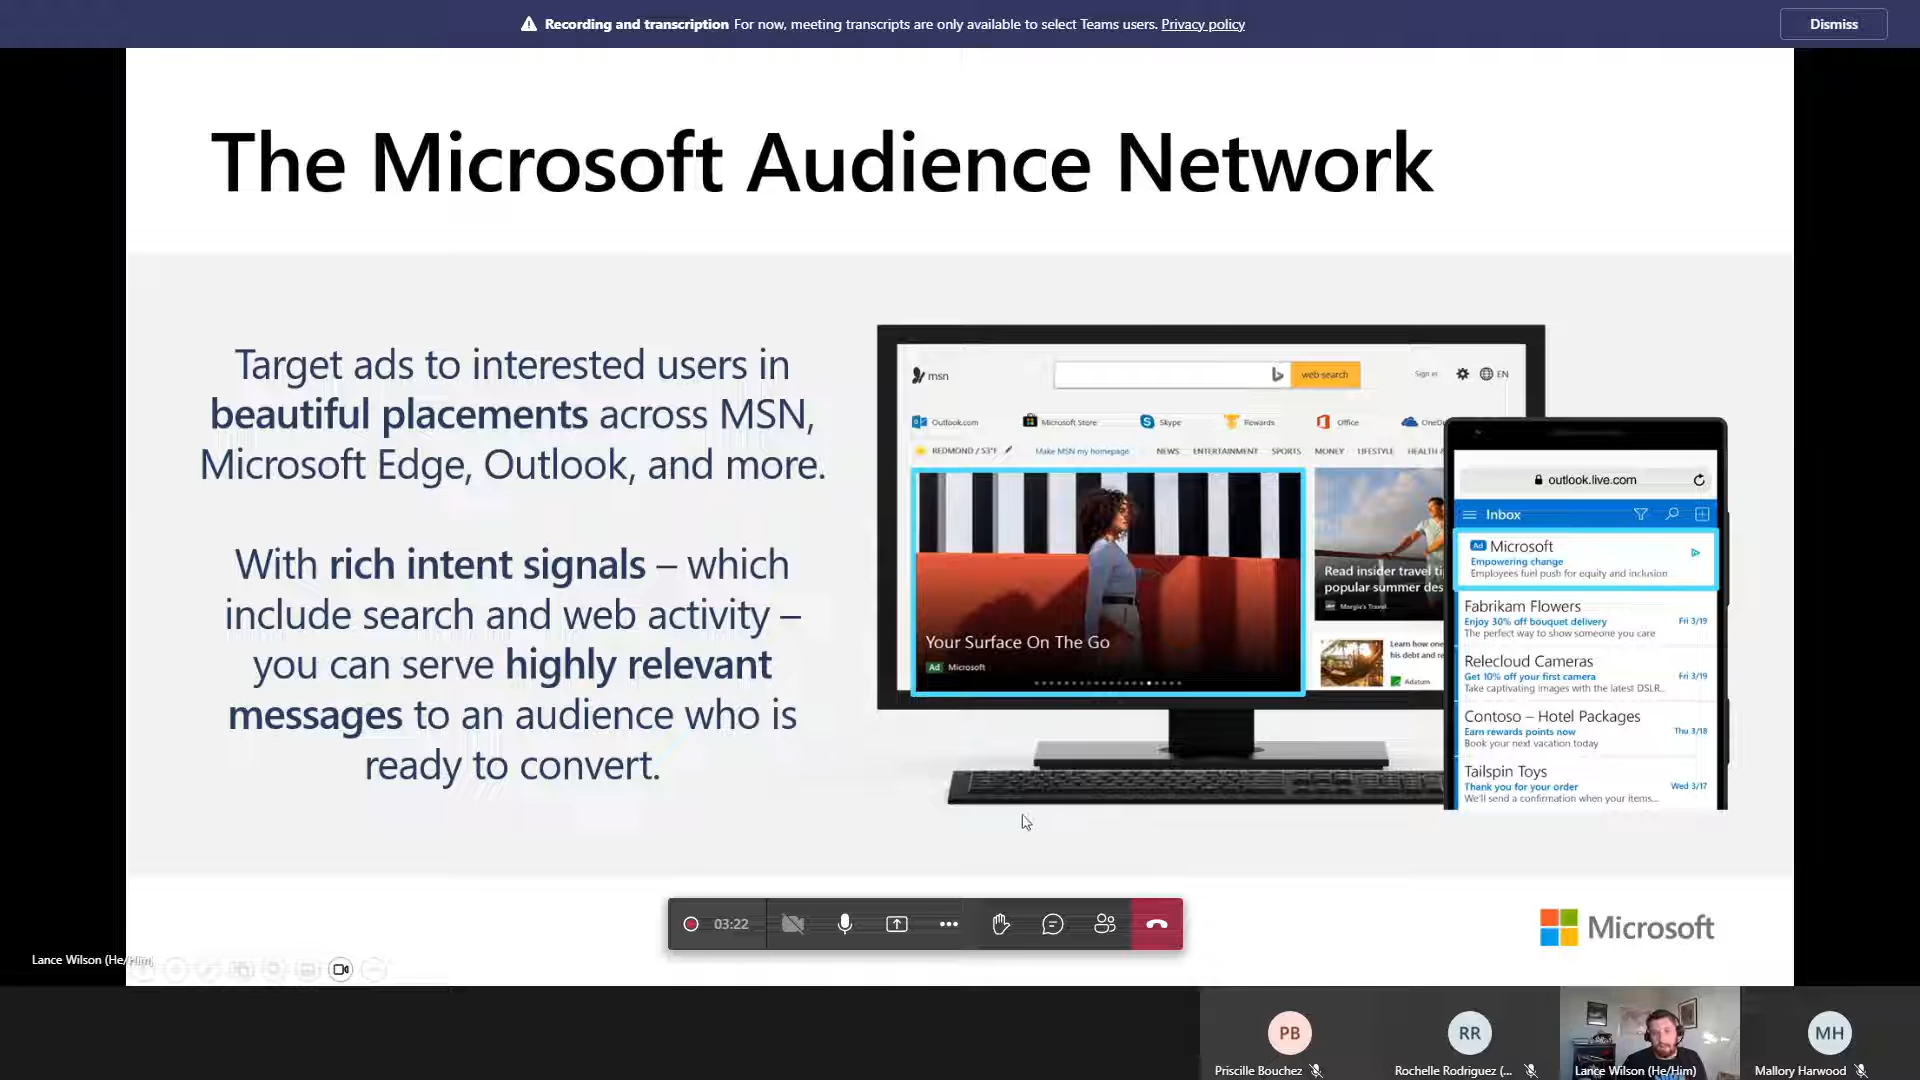 Recording and transcription For now, meeting transcripts are only available to select Teams users. Privacy policy
Dismiss
The Microsoft Audience Network
Target ads to interested users in
beautiful placements across MSN,
Microsoft Edge, Outlook, and more.
With rich intent signals – which
include search and web activity –
you can serve highly relevant
messages to an audience who is
ready to convert.
msn
web search
Sign in
EN
Outlook.com
Microsoft Store
Skype
Rewards
Office
REDMOND / 53°F
Make MSN my homepage
NEWS
ENTERTAINMENT
SPORTS
MONEY
LIFESTYLE
HEALTH &
Your Surface On The Go
Ad Microsoft
Read insider travel
popular summer
Margie's Travel
Learn how one
his debt and
Adatum
outlook.live.com
Inbox
Ad Microsoft
Empowering change
Employees fuel push for equity and inclusion
Fabrikam Flowers
Enjoy 30% off bouquet delivery Fri 3/19
The perfect way to show someone you care
Relecloud Cameras
Get 10% off your first camera Fri 3/19
Take captivating images with the latest DSLR...
Contoso – Hotel Packages
Earn rewards points now Thu 3/18
Book your next vacation today
Tailspin Toys
Thank you for your order Wed 3/17
We'll send a confirmation when your items...
03:22
Microsoft
Lance Wilson (He/Him)
PB
RR
MH
Priscille Bouchez
Rochelle Rodriguez (...
Lance Wilson (He/Him)
Mallory Harwood